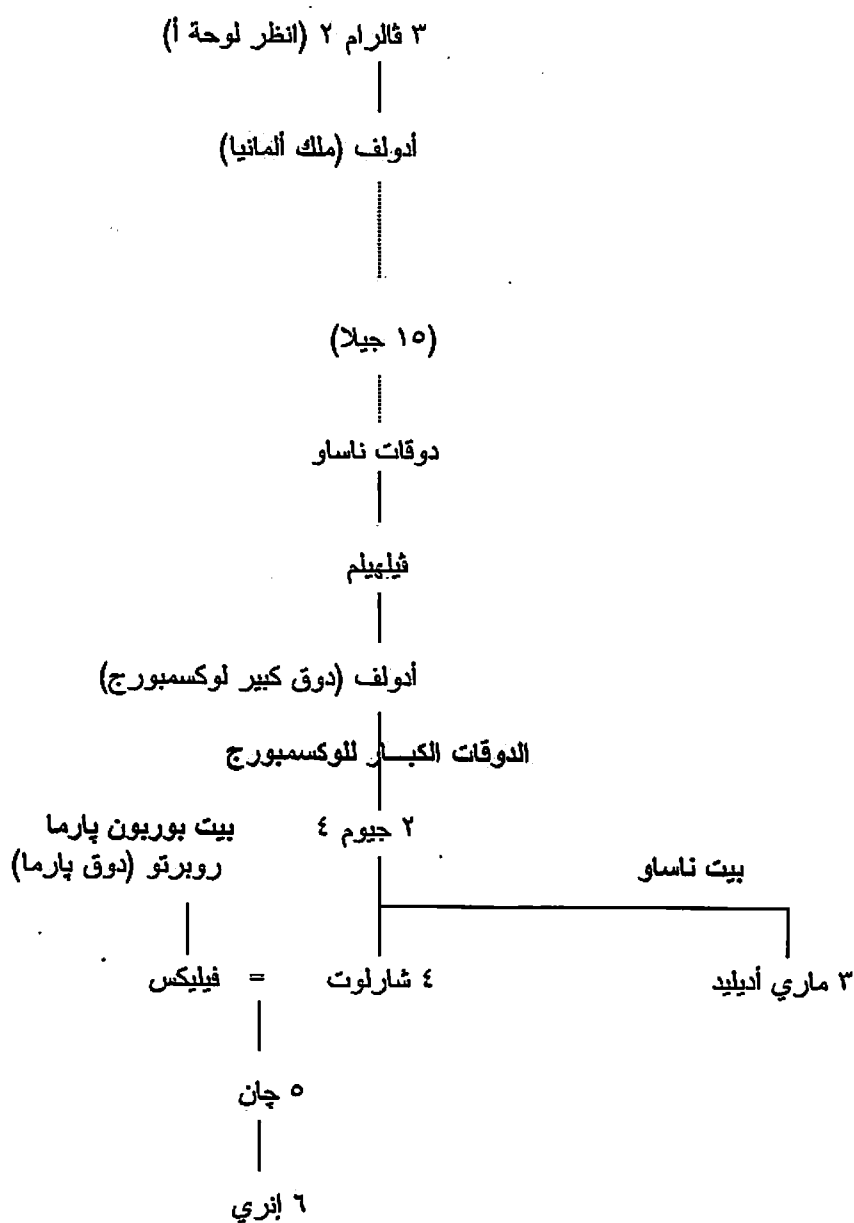 ٣ ڤالرام ٢ (انظر لوحة أ)
أدولف (ملك ألمانيا)
(١٥ جيلا)
دوقات ناساو
ڤيلهيلم
أدولف (دوق كبير لوكسمبورج)
الدوقات الكبار للوكسمبورج
٢ جيوم ٤
بيت بوربون پارما
روبرتو (دوق پارما)
بيت ناساو
٣ ماري أديليد
٤ شارلوت = فيليكس
٥ چان
٦ إنري